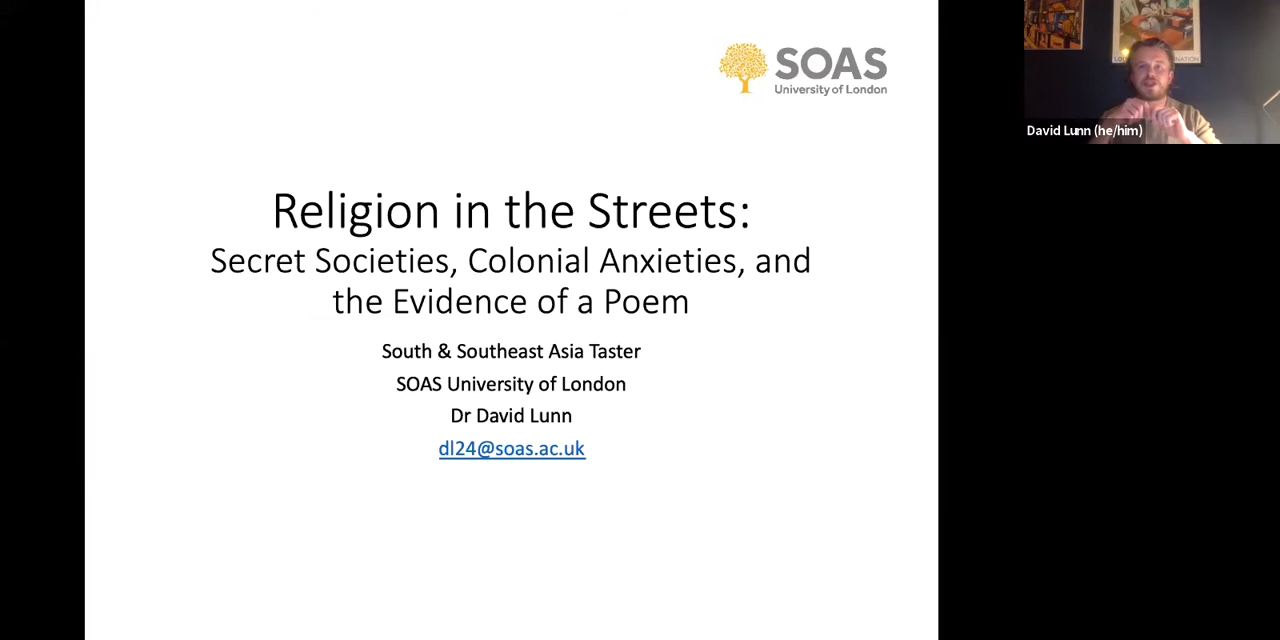 SOAS
University of London
Religion in the Streets:
Secret Societies, Colonial Anxieties, and
the Evidence of a Poem
South & Southeast Asia Taster
SOAS University of London
Dr David Lunn
dl24@soas.ac.uk
David Lunn (he/him)